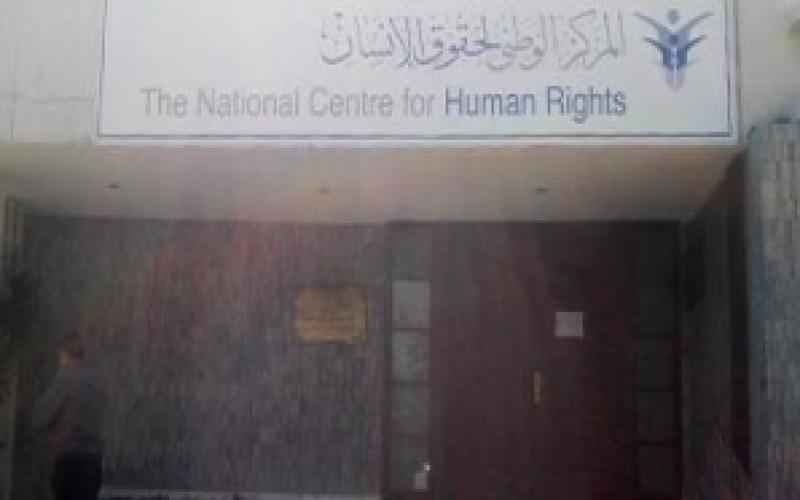 المركز الوطني لحقوق الإنسان
The National Centre for Human Rights